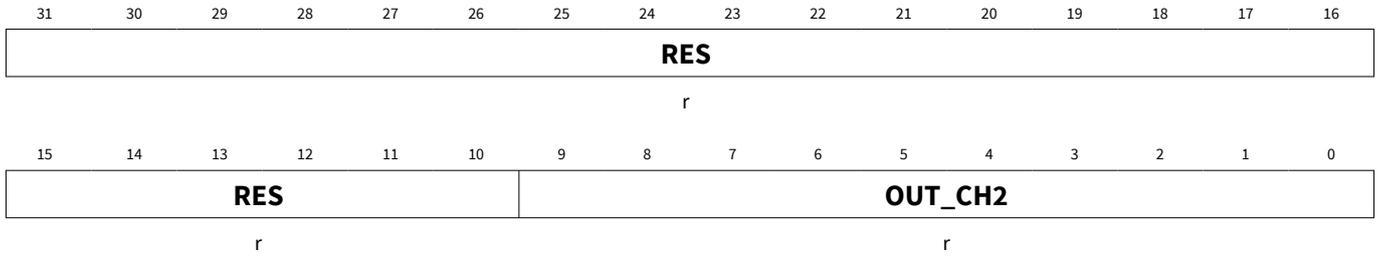 31 30 29 28 27 26 25 24 23 22 21 20 19 18 17 16
RES
r
15 14 13 12 11 10 9 8 7 6 5 4 3 2 1 0
RES OUT_CH2
r r